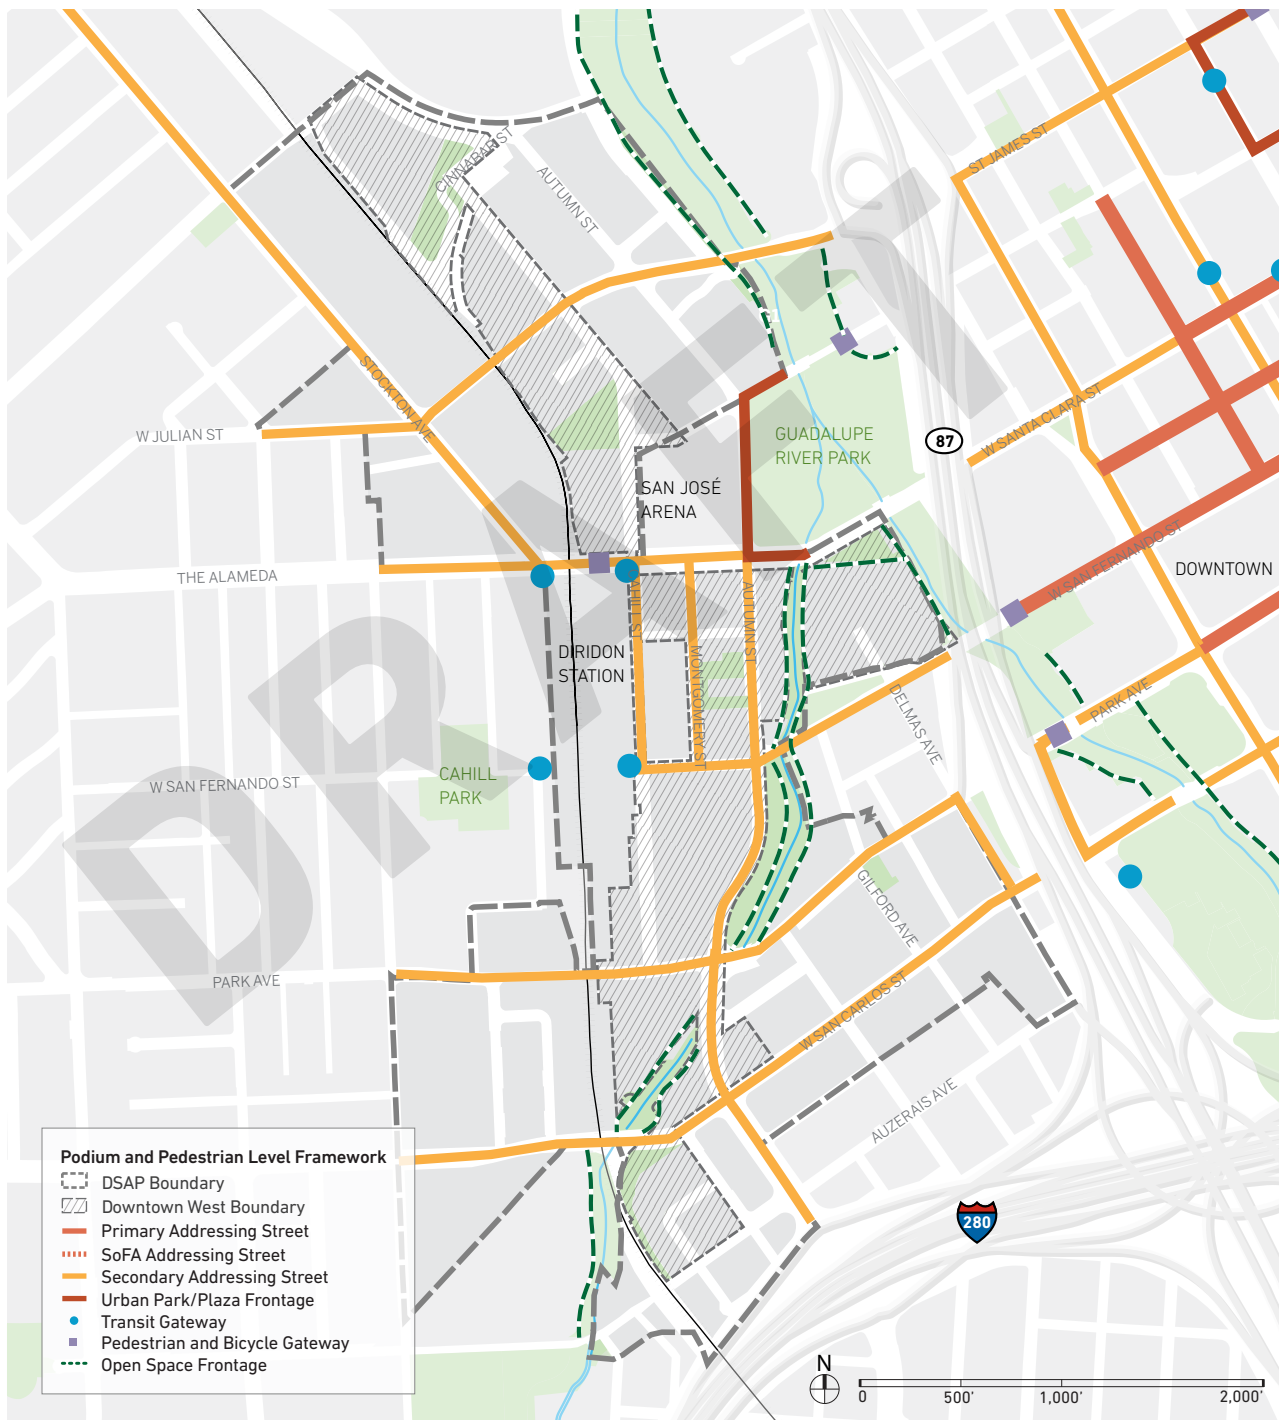 CINNABAR ST
AUTUMN ST
ST JAMES ST
STOCKTON AVE
W JULIAN ST
W SANTA CLARA ST
87
GUADALUPE
RIVER PARK
SAN JOSÉ
ARENA
THE ALAMEDA
W SAN FERNANDO ST
DOWNTOWN
CAHILL ST
AUTUMN ST
DIRIDON
STATION
MONTGOMERY ST
DELMAS AVE
PARK AVE
W SAN FERNANDO ST
CAHILL
PARK
GILFORD AVE
PARK AVE
W SAN CARLOS ST
AUZERAIS AVE
DRAFT
280
Podium and Pedestrian Level Framework
DSAP Boundary
Downtown West Boundary
Primary Addressing Street
SoFA Addressing Street
Secondary Addressing Street
Urban Park/Plaza Frontage
Transit Gateway
Pedestrian and Bicycle Gateway
Open Space Frontage
N
0 500' 1,000' 2,000'